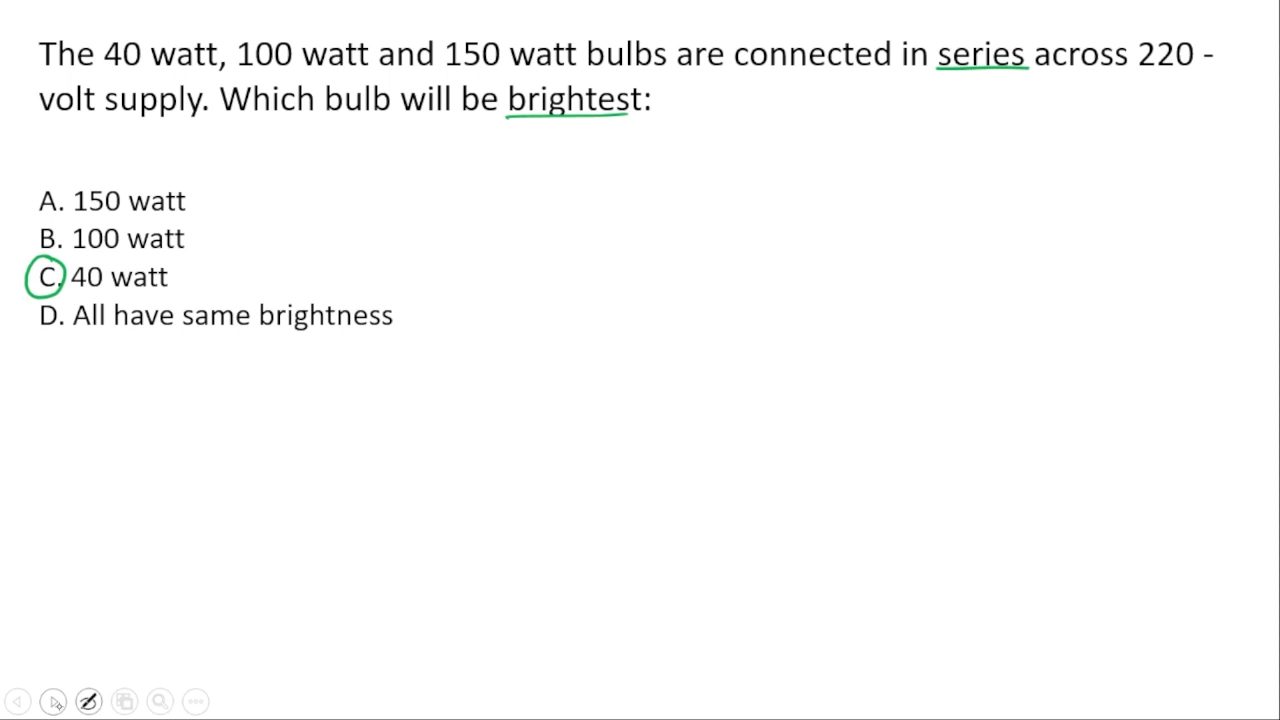 The 40 watt, 100 watt and 150 watt bulbs are connected in series across 220 -
volt supply. Which bulb will be brightest:
A. 150 watt
B. 100 watt
C. 40 watt
D. All have same brightness